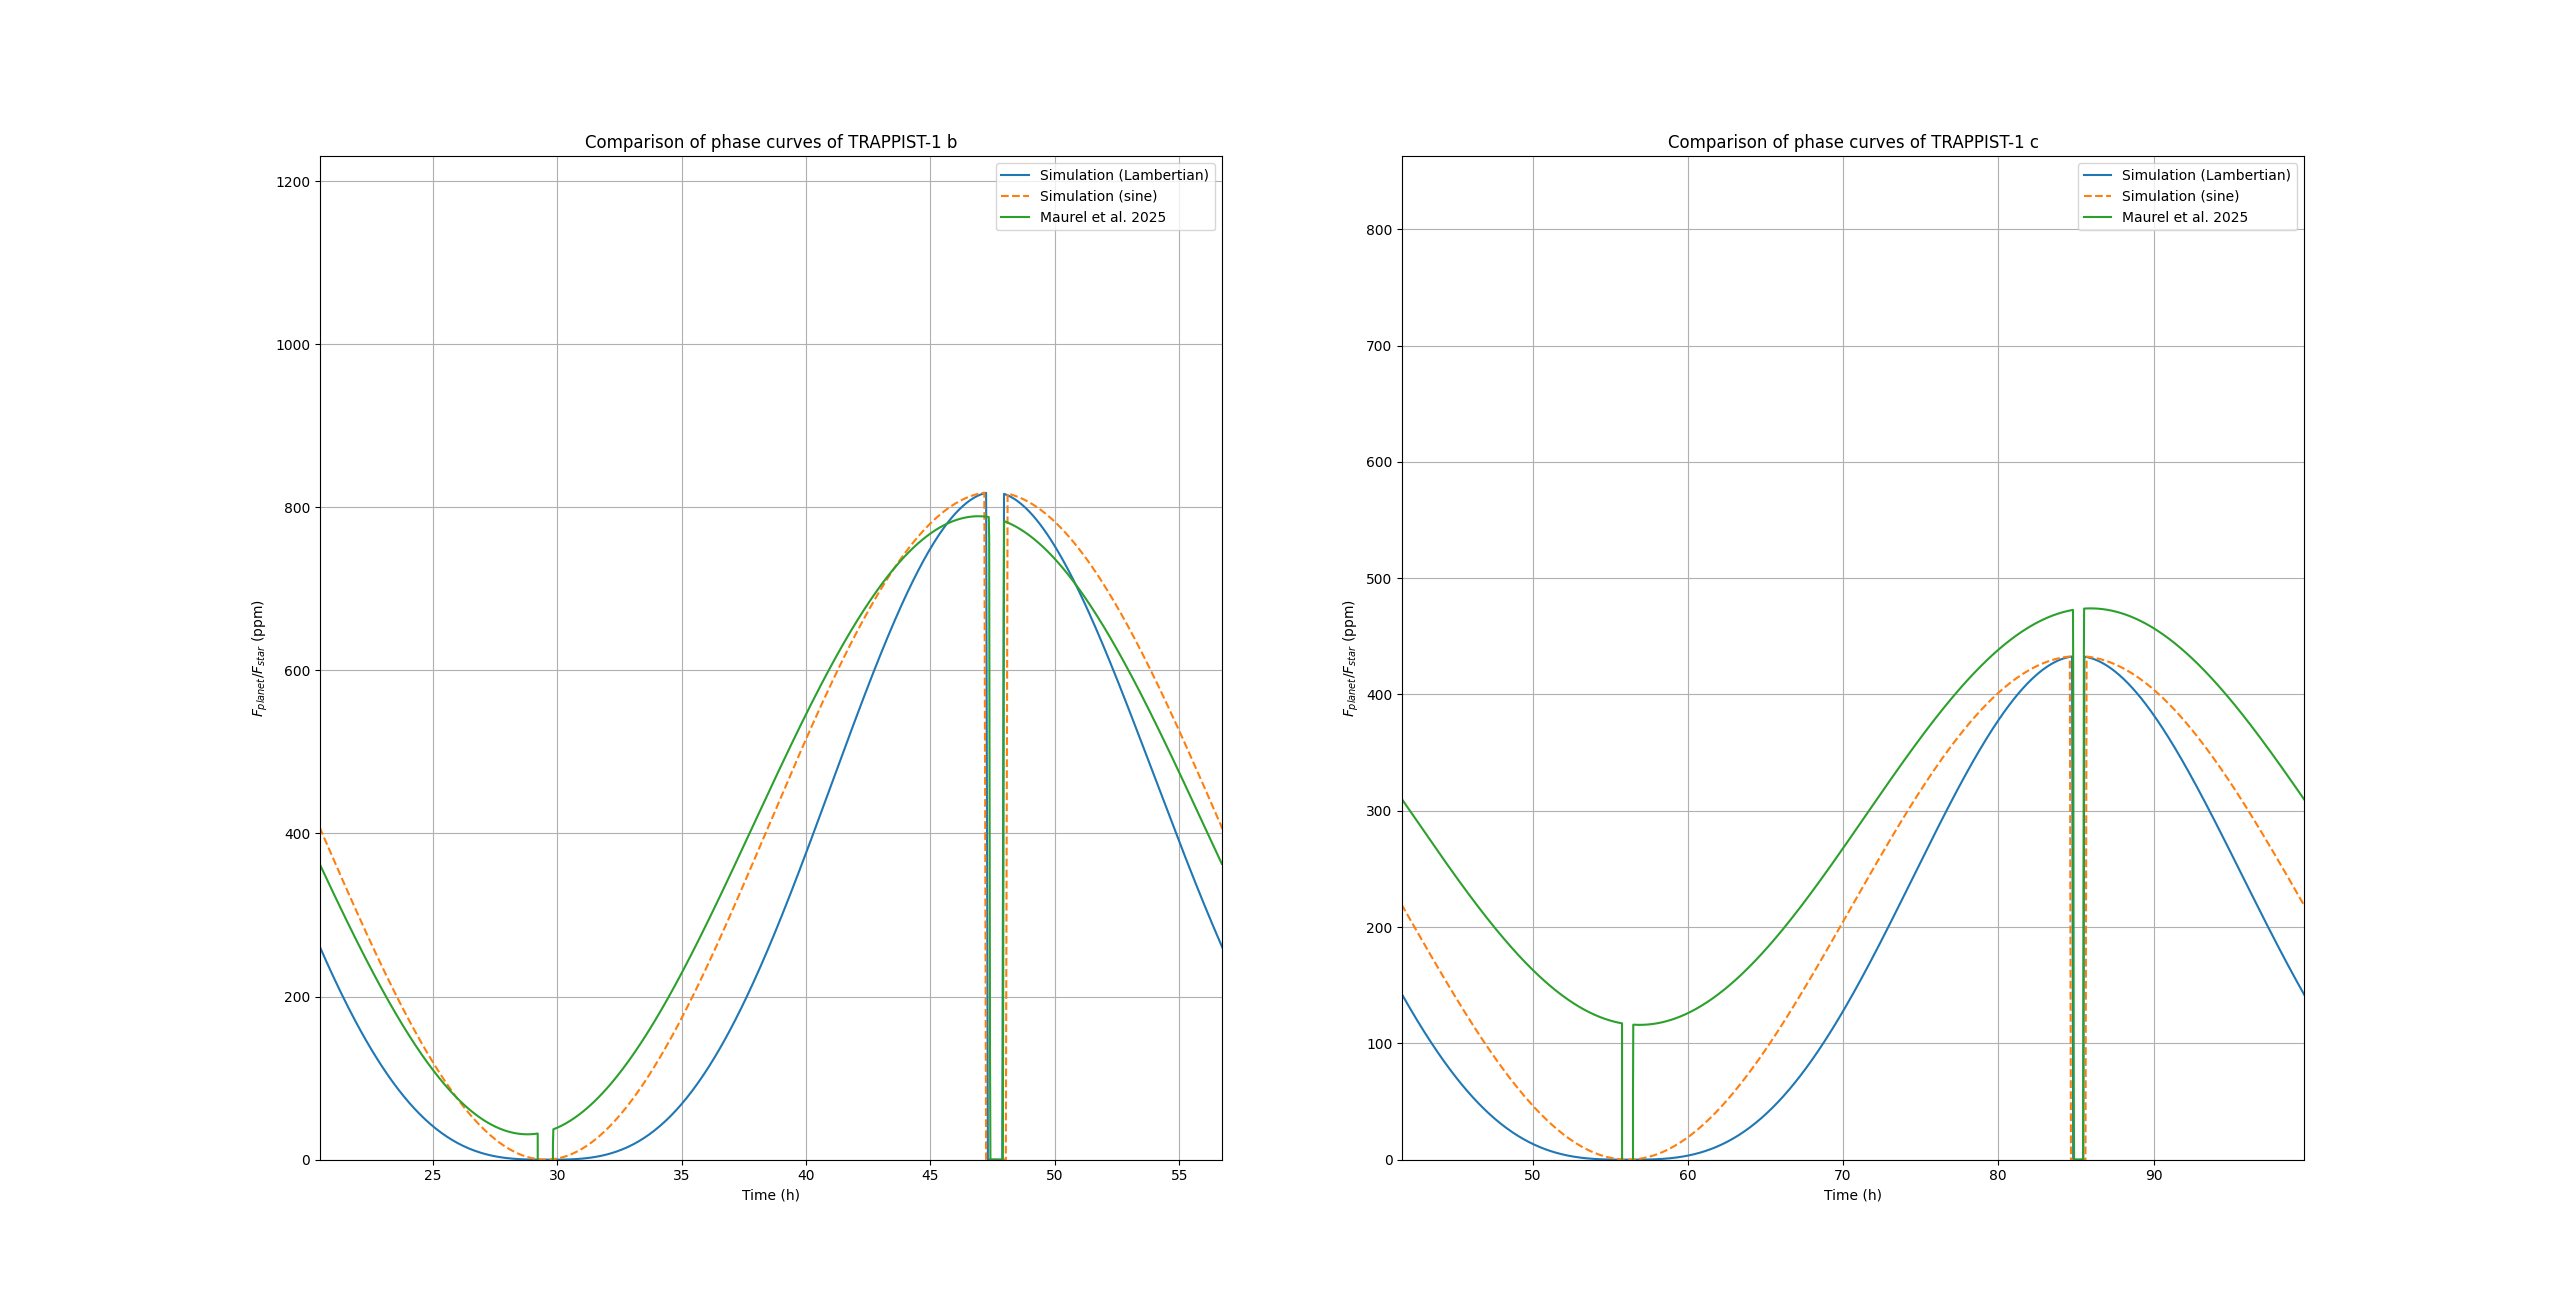 Comparison of phase curves of TRAPPIST-1 b
Simulation (Lambertian)
Simulation (sine)
Maurel et al. 2025
1200
1000
800
600
400
200
0
F_planet/F_star (ppm)
25 30 35 40 45 50 55
Time (h)
Comparison of phase curves of TRAPPIST-1 c
Simulation (Lambertian)
Simulation (sine)
Maurel et al. 2025
800
700
600
500
400
300
200
100
0
F_planet/F_star (ppm)
50 60 70 80 90
Time (h)